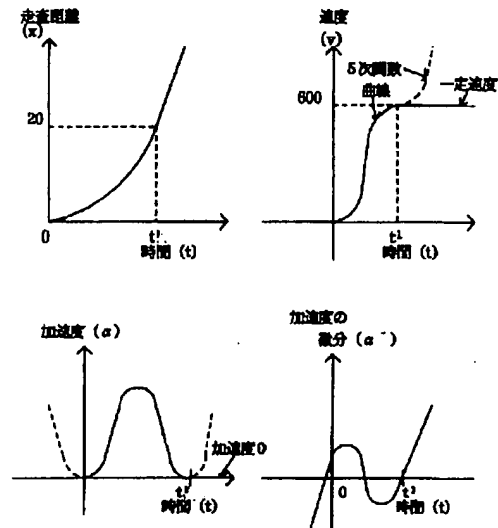 走査距離
(x)
20
0
t¹
時間 (t)
速度
(v)
5次関数
曲線
一定速度
600
t¹
時間 (t)
加速度 (α)
加速度0
t¹
時間 (t)
加速度の
微分 (α ́)
0
t¹
時間 (t)